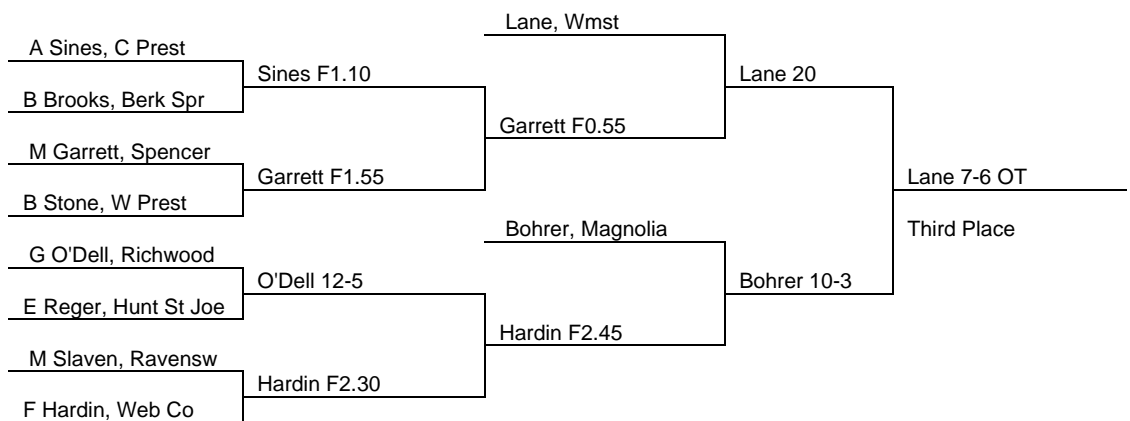 Lane, Wmst
A Sines, C Prest
Sines F1.10
Lane 20
B Brooks, Berk Spr
Garrett F0.55
M Garrett, Spencer
Garrett F1.55
Lane 7-6 OT
B Stone, W Prest
Bohrer, Magnolia
Third Place
G O'Dell, Richwood
O'Dell 12-5
Bohrer 10-3
E Reger, Hunt St Joe
Hardin F2.45
M Slaven, Ravensw
Hardin F2.30
F Hardin, Web Co